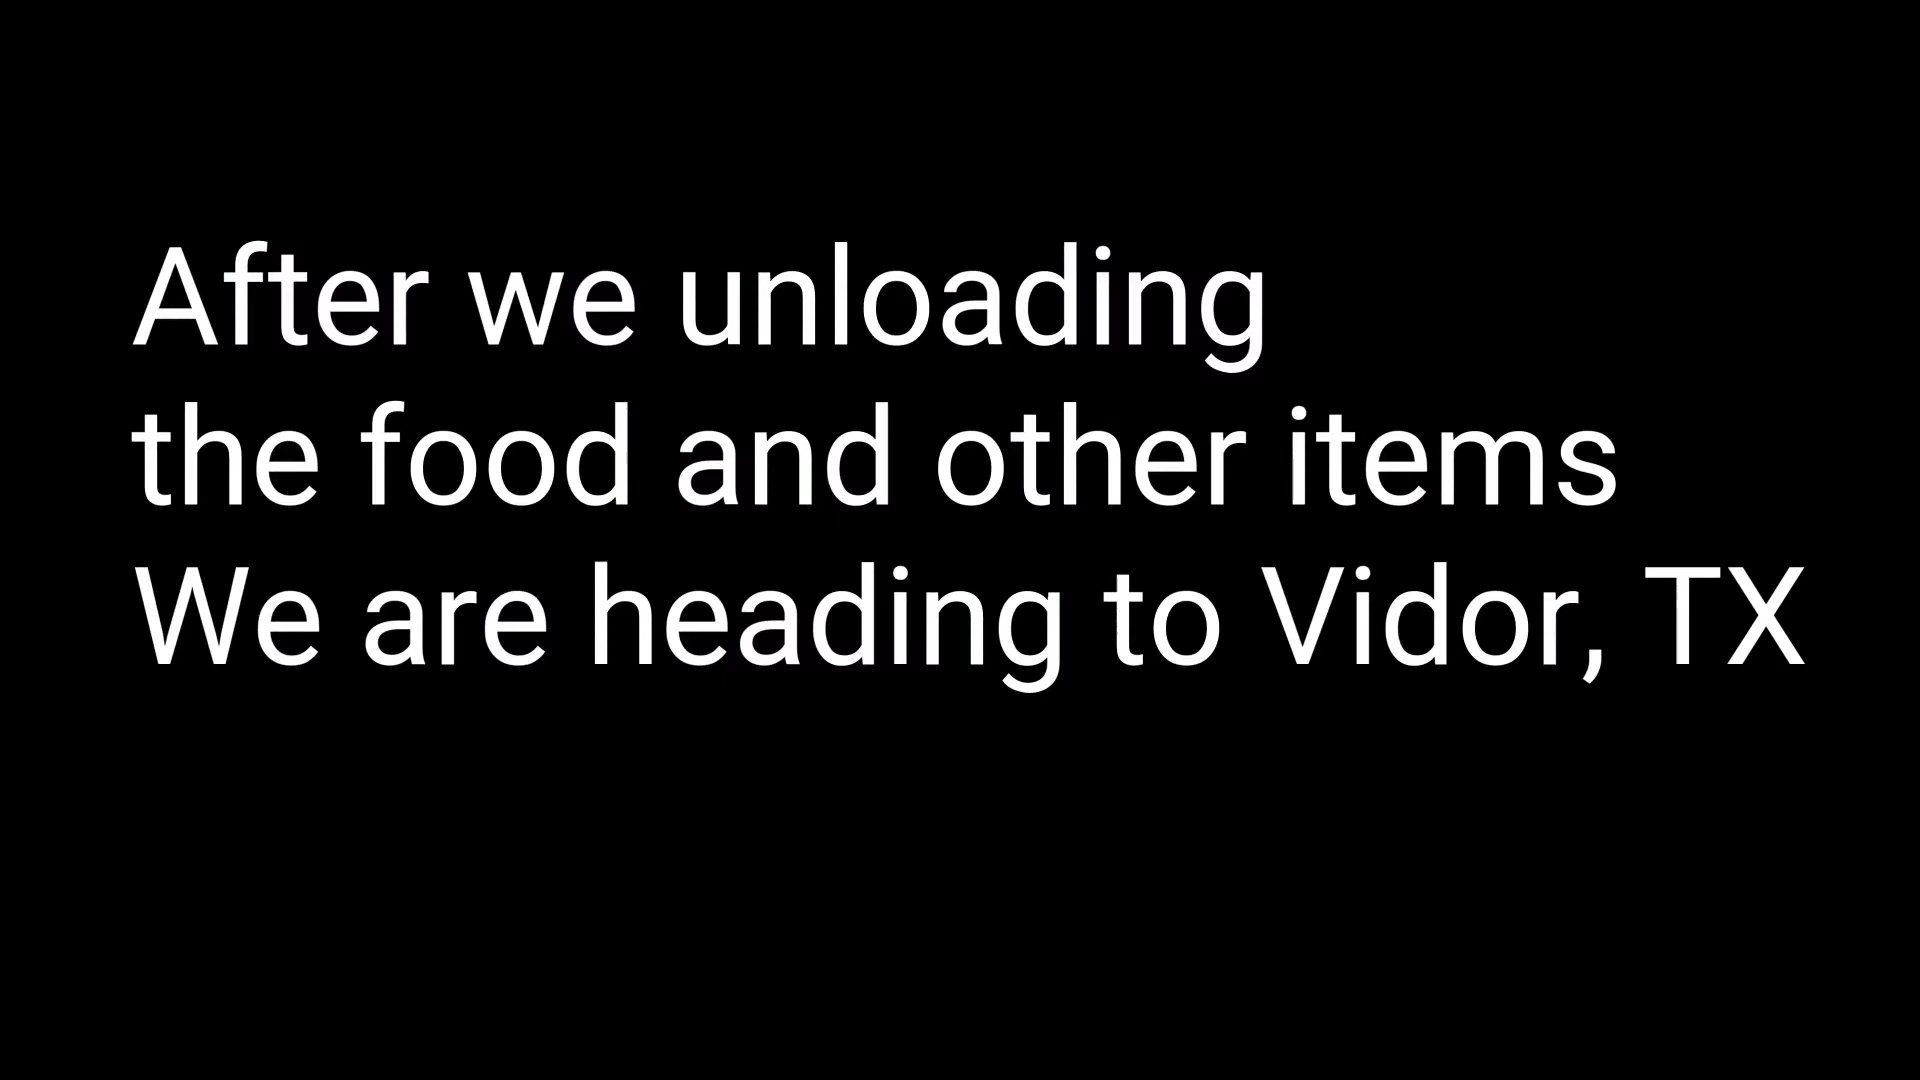 After we unloading
the food and other items
We are heading to Vidor, TX